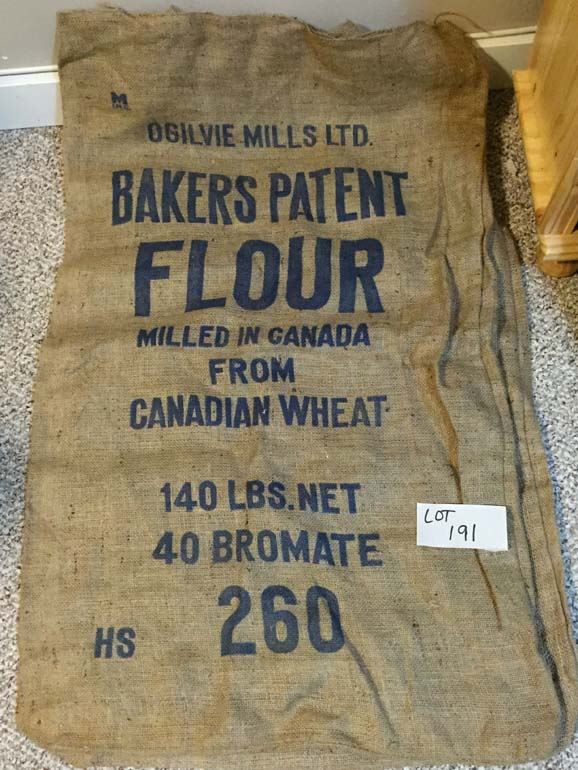 M
OGILVIE MILLS LTD.
BAKERS PATENT
FLOUR
MILLED IN CANADA
FROM
CANADIAN WHEAT
140 LBS. NET
40 BROMATE
260
HS
LOT
191